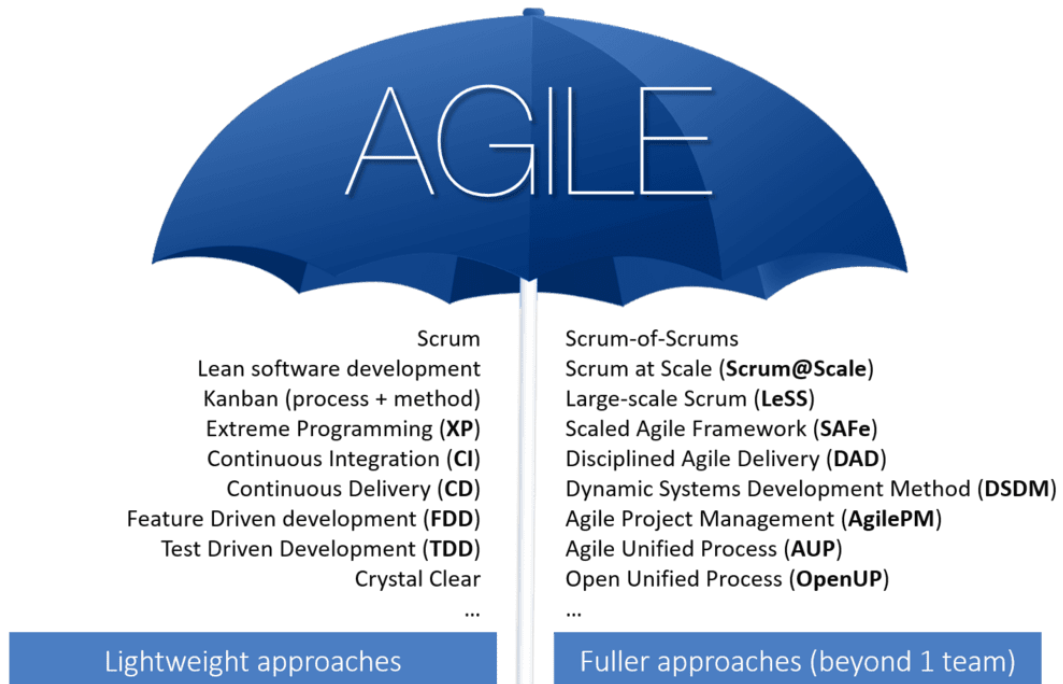 AGILE
Scrum
Lean software development
Kanban (process + method)
Extreme Programming (XP)
Continuous Integration (CI)
Continuous Delivery (CD)
Feature Driven development (FDD)
Test Driven Development (TDD)
Crystal Clear
...
Lightweight approaches
Scrum-of-Scrums
Scrum at Scale (Scrum@Scale)
Large-scale Scrum (LeSS)
Scaled Agile Framework (SAFe)
Disciplined Agile Delivery (DAD)
Dynamic Systems Development Method (DSDM)
Agile Project Management (AgilePM)
Agile Unified Process (AUP)
Open Unified Process (OpenUP)
...
Fuller approaches (beyond 1 team)